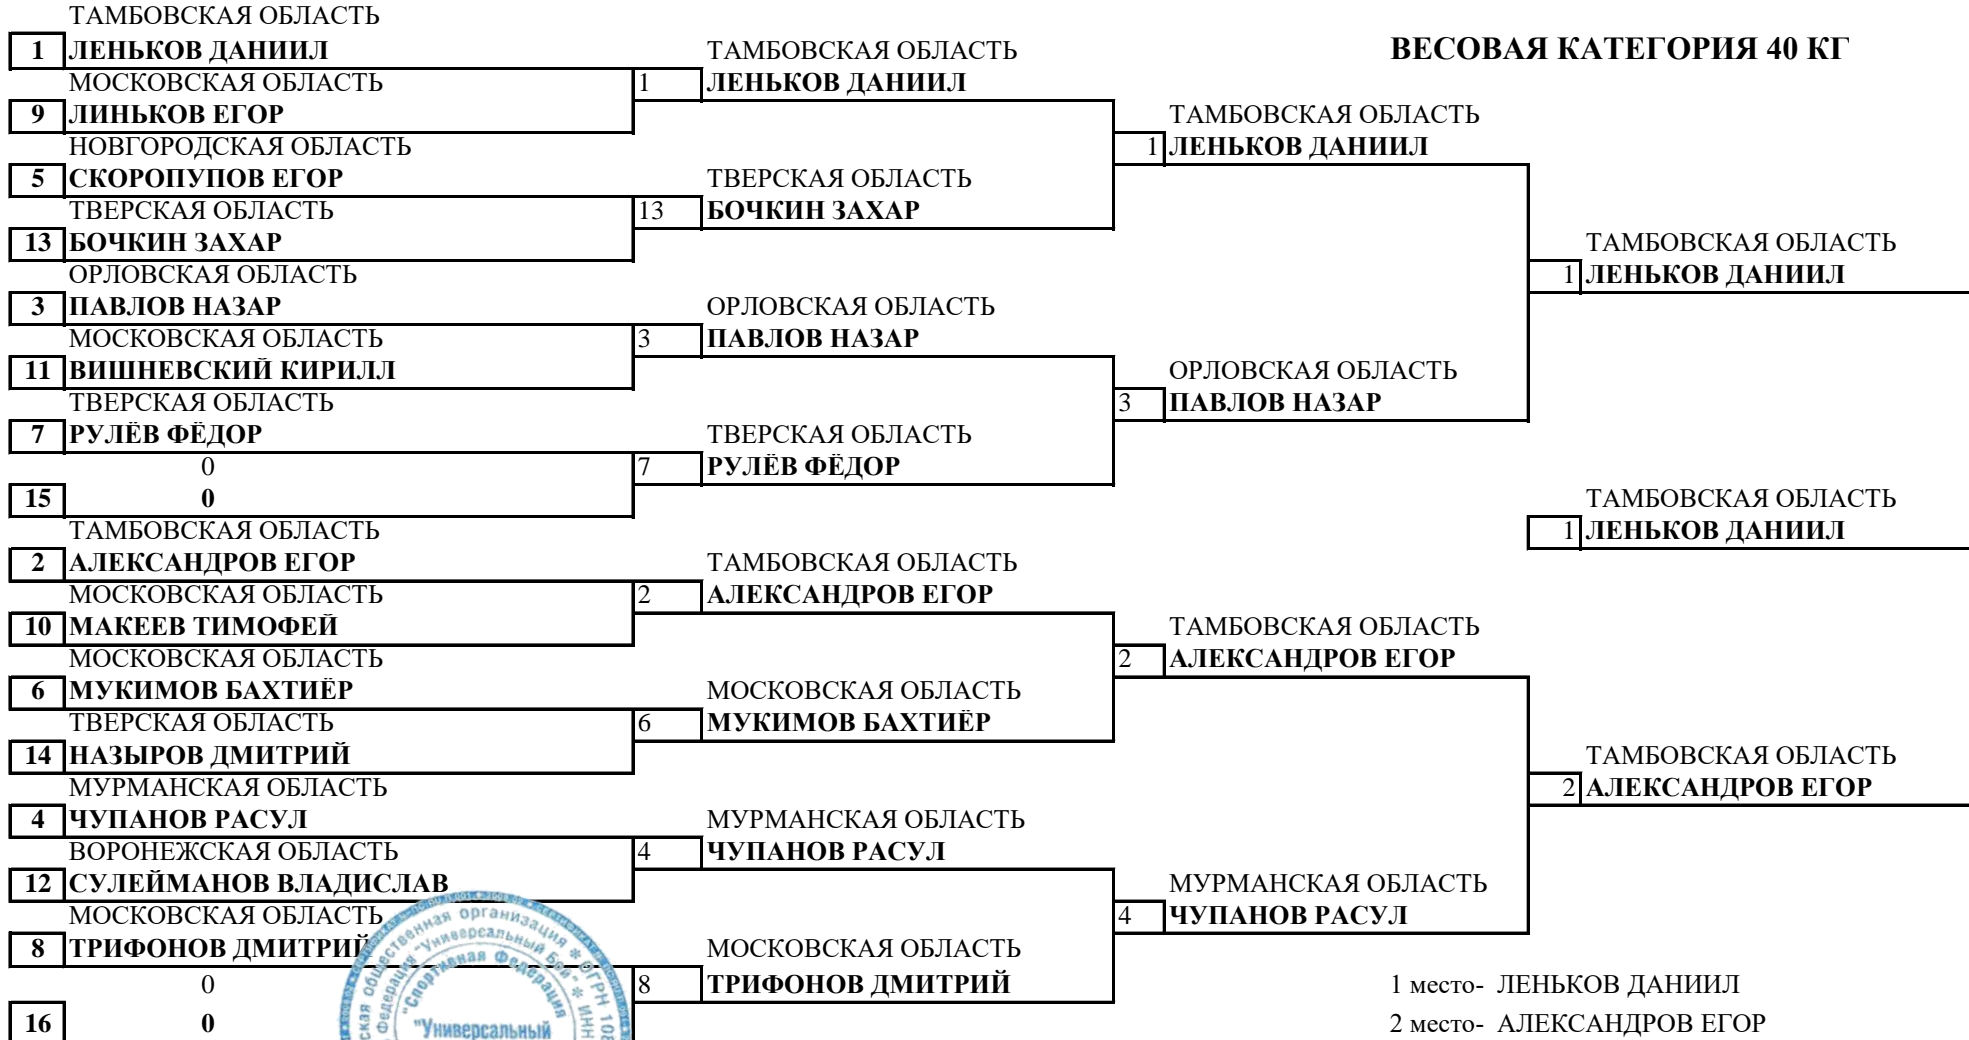 ТАМБОВСКАЯ ОБЛАСТЬ
1 ЛЕНЬКОВ ДАНИИЛ
МОСКОВСКАЯ ОБЛАСТЬ
9 ЛИНЬКОВ ЕГОР
НОВГОРОДСКАЯ ОБЛАСТЬ
5 СКОРОПУПОВ ЕГОР
ТВЕРСКАЯ ОБЛАСТЬ
13 БОЧКИН ЗАХАР
ОРЛОВСКАЯ ОБЛАСТЬ
3 ПАВЛОВ НАЗАР
МОСКОВСКАЯ ОБЛАСТЬ
11 ВИШНЕВСКИЙ КИРИЛЛ
ТВЕРСКАЯ ОБЛАСТЬ
7 РУЛЁВ ФЁДОР
0
15 0
ТАМБОВСКАЯ ОБЛАСТЬ
2 АЛЕКСАНДРОВ ЕГОР
МОСКОВСКАЯ ОБЛАСТЬ
10 МАКЕЕВ ТИМОФЕЙ
МОСКОВСКАЯ ОБЛАСТЬ
6 МУКИМОВ БАХТИЁР
ТВЕРСКАЯ ОБЛАСТЬ
14 НАЗЫРОВ ДМИТРИЙ
МУРМАНСКАЯ ОБЛАСТЬ
4 ЧУПАНОВ РАСУЛ
ВОРОНЕЖСКАЯ ОБЛАСТЬ
12 СУЛЕЙМАНОВ ВЛАДИСЛАВ
МОСКОВСКАЯ ОБЛАСТЬ
8 ТРИФОНОВ ДМИТРИЙ
0
16 0
ТАМБОВСКАЯ ОБЛАСТЬ
1 ЛЕНЬКОВ ДАНИИЛ
ТВЕРСКАЯ ОБЛАСТЬ
13 БОЧКИН ЗАХАР
ОРЛОВСКАЯ ОБЛАСТЬ
3 ПАВЛОВ НАЗАР
ТВЕРСКАЯ ОБЛАСТЬ
7 РУЛЁВ ФЁДОР
ТАМБОВСКАЯ ОБЛАСТЬ
2 АЛЕКСАНДРОВ ЕГОР
МОСКОВСКАЯ ОБЛАСТЬ
6 МУКИМОВ БАХТИЁР
МУРМАНСКАЯ ОБЛАСТЬ
4 ЧУПАНОВ РАСУЛ
МОСКОВСКАЯ ОБЛАСТЬ
8 ТРИФОНОВ ДМИТРИЙ
ТАМБОВСКАЯ ОБЛАСТЬ
1 ЛЕНЬКОВ ДАНИИЛ
ОРЛОВСКАЯ ОБЛАСТЬ
3 ПАВЛОВ НАЗАР
ТАМБОВСКАЯ ОБЛАСТЬ
2 АЛЕКСАНДРОВ ЕГОР
МУРМАНСКАЯ ОБЛАСТЬ
4 ЧУПАНОВ РАСУЛ
ВЕСОВАЯ КАТЕГОРИЯ 40 КГ
ТАМБОВСКАЯ ОБЛАСТЬ
1 ЛЕНЬКОВ ДАНИИЛ
ТАМБОВСКАЯ ОБЛАСТЬ
1 ЛЕНЬКОВ ДАНИИЛ
ТАМБОВСКАЯ ОБЛАСТЬ
2 АЛЕКСАНДРОВ ЕГОР
1 место- ЛЕНЬКОВ ДАНИИЛ
2 место- АЛЕКСАНДРОВ ЕГОР
организация * ОГРН
"Универсальный Бой" * ИНН
"Спортивная Федерация
"Универсальный